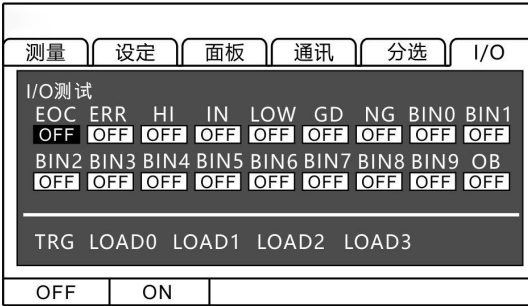 测量 设定 面板 通讯 分选 I/O
I/O测试
EOC ERR HI IN LOW GD NG BIN0 BIN1
OFF OFF OFF OFF OFF OFF OFF OFF OFF
BIN2 BIN3 BIN4 BIN5 BIN6 BIN7 BIN8 BIN9 OB
OFF OFF OFF OFF OFF OFF OFF OFF OFF
TRG LOAD0 LOAD1 LOAD2 LOAD3
OFF ON